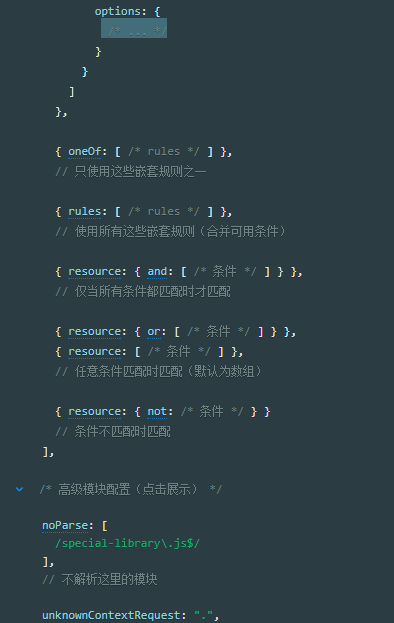 options: {
/* ... */
}
}
]
},
{ oneOf: [ /* rules */ ] },
// 只使用这些嵌套规则之一
{ rules: [ /* rules */ ] },
// 使用所有这些嵌套规则（合并可用条件）
{ resource: { and: [ /* 条件 */ ] } },
// 仅当所有条件都匹配时才匹配
{ resource: { or: [ /* 条件 */ ] } },
{ resource: [ /* 条件 */ ] },
// 任意条件匹配时匹配（默认为数组）
{ resource: { not: /* 条件 */ } }
// 条件不匹配时匹配
],
/* 高级模块配置（点击展示） */
noParse: [
/special-library\.js$/
],
// 不解析这里的模块
unknownContextRequest: ".",